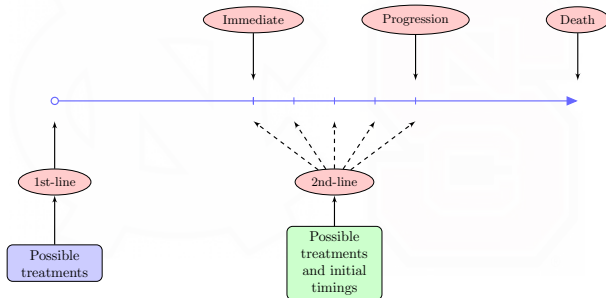 Immediate
Progression
Death
1st-line
2nd-line
Possible
treatments
Possible
treatments
and initial
timings